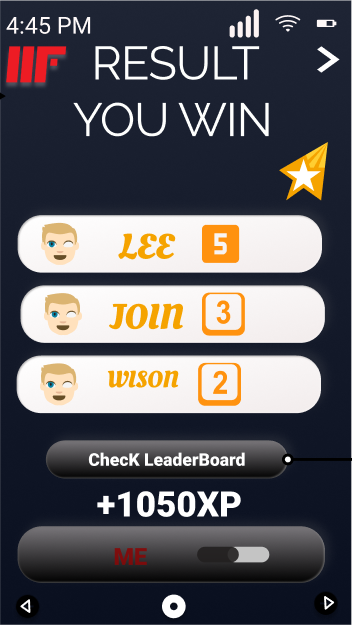 4:45 PM
RESULT
YOU WIN
LEE 5
JOIN 3
WISON 2
ChecK LeaderBoard
+1050XP
ME